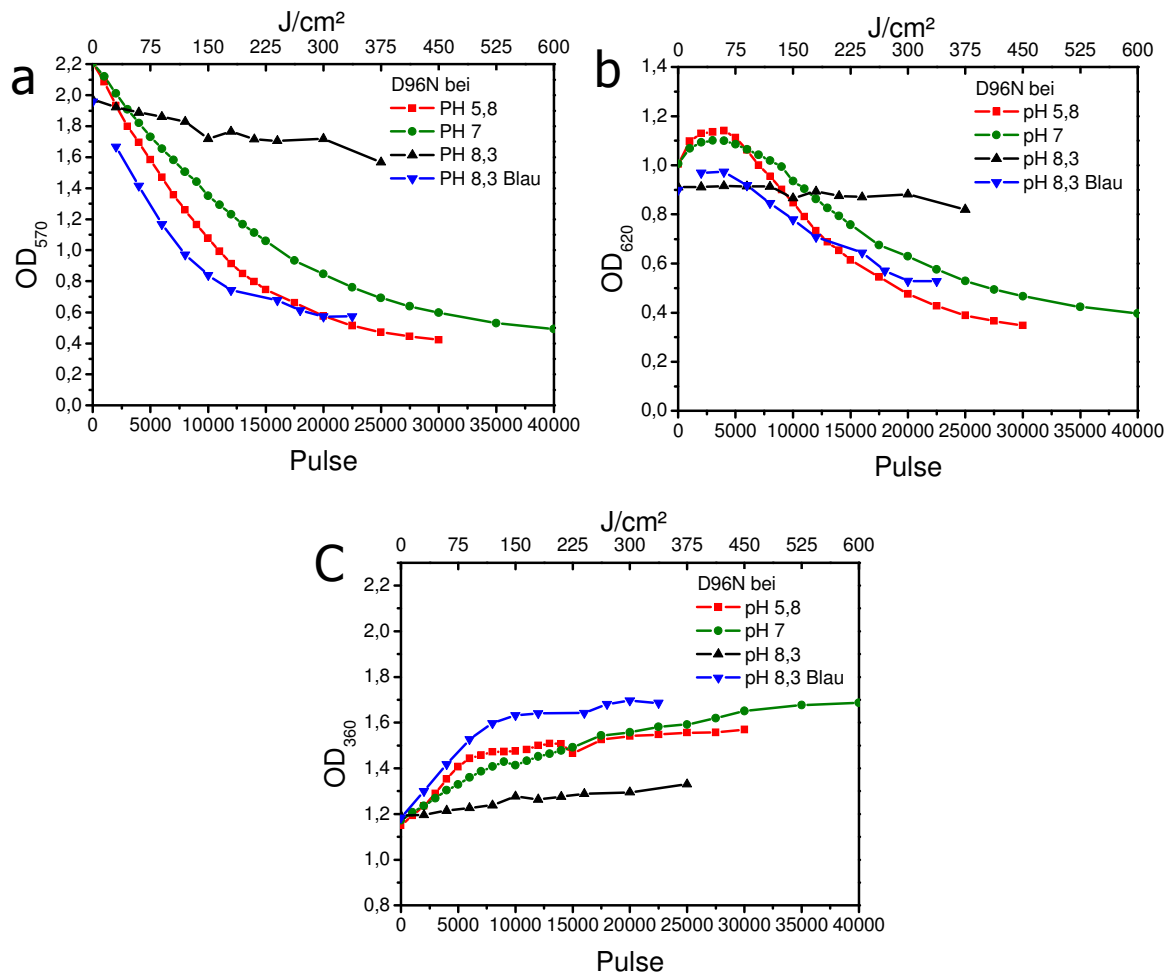 a
J/cm²
0 75 150 225 300 375 450 525 600
2,2
2,0
1,8
1,6
1,4
1,2
1,0
0,8
0,6
0,4
0,2
0,0
OD570
D96N bei
PH 5,8
PH 7
PH 8,3
PH 8,3 Blau
0 5000 10000 15000 20000 25000 30000 35000 40000
Pulse
b
J/cm²
0 75 150 225 300 375 450 525 600
1,4
1,2
1,0
0,8
0,6
0,4
0,2
0,0
OD620
D96N bei
pH 5,8
pH 7
pH 8,3
pH 8,3 Blau
0 5000 10000 15000 20000 25000 30000 35000 40000
Pulse
C
J/cm²
0 75 150 225 300 375 450 525 600
2,2
2,0
1,8
1,6
1,4
1,2
1,0
0,8
OD360
D96N bei
pH 5,8
pH 7
pH 8,3
pH 8,3 Blau
0 5000 10000 15000 20000 25000 30000 35000 40000
Pulse